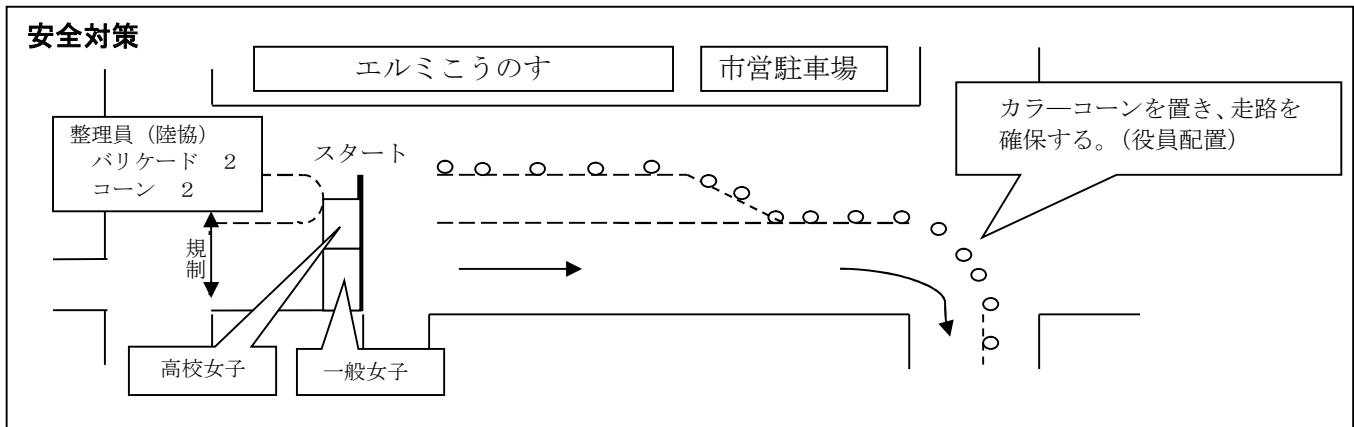 安全対策
エルミこうのす
市営駐車場
カラ―コーンを置き、走路を
確保する。（役員配置）
整理員（陸協）
バリケード　２
コーン　２
スタート
規制
高校女子
一般女子